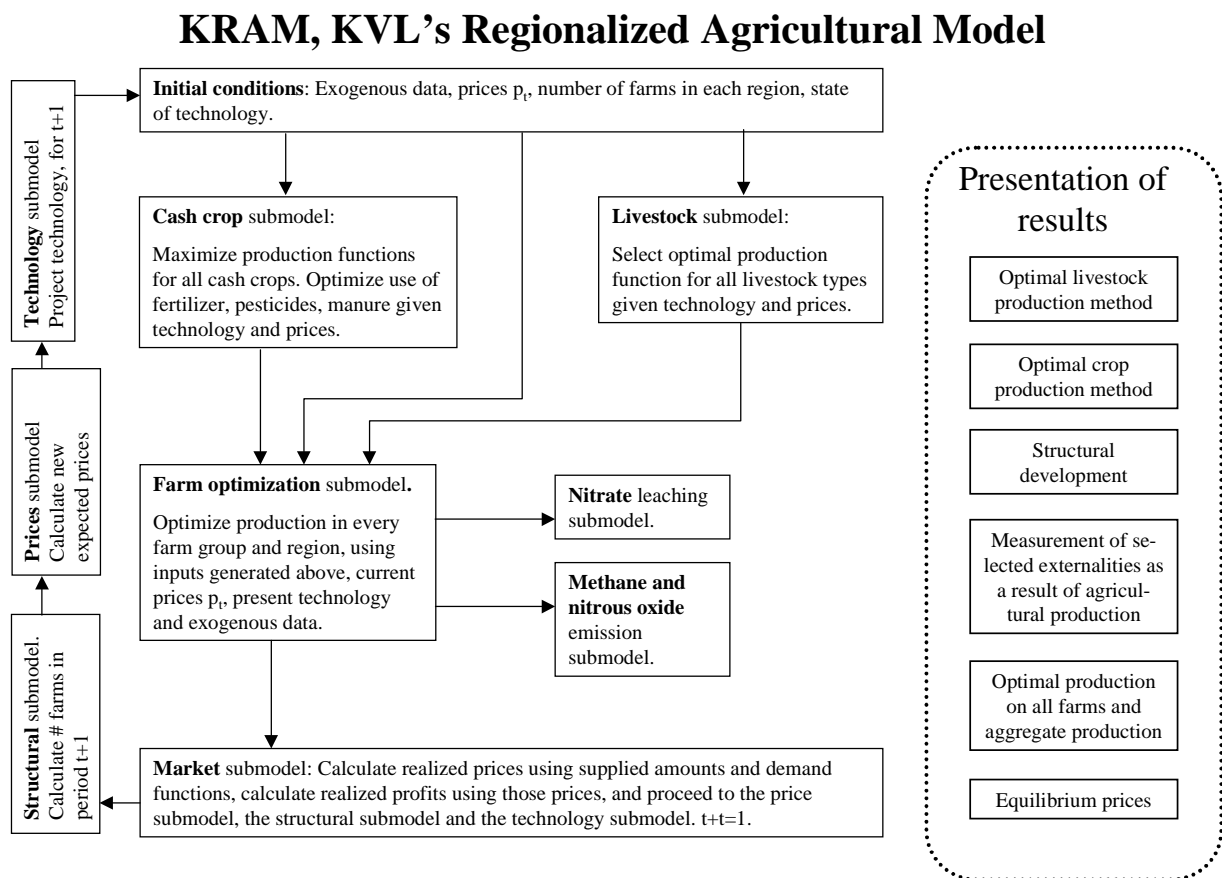 KRAM, KVL's Regionalized Agricultural Model
Initial conditions: Exogenous data, prices pt, number of farms in each region, state
of technology.
Technology submodel
Project technology, for t+1
Prices submodel
Calculate new
expected prices
Structural submodel.
Calculate # farms in
period t+1
Cash crop submodel:
Maximize production functions
for all cash crops. Optimize use of
fertilizer, pesticides, manure given
technology and prices.
Livestock submodel:
Select optimal production
function for all livestock types
given technology and prices.
Farm optimization submodel.
Optimize production in every
farm group and region, using
inputs generated above, current
prices pt, present technology
and exogenous data.
Nitrate leaching
submodel.
Methane and
nitrous oxide
emission
submodel.
Market submodel: Calculate realized prices using supplied amounts and demand
functions, calculate realized profits using those prices, and proceed to the price
submodel, the structural submodel and the technology submodel. t+t=1.
Presentation of
results
Optimal livestock
production method
Optimal crop
production method
Structural
development
Measurement of se-
lected externalities as
a result of agricul-
tural production
Optimal production
on all farms and
aggregate production
Equilibrium prices